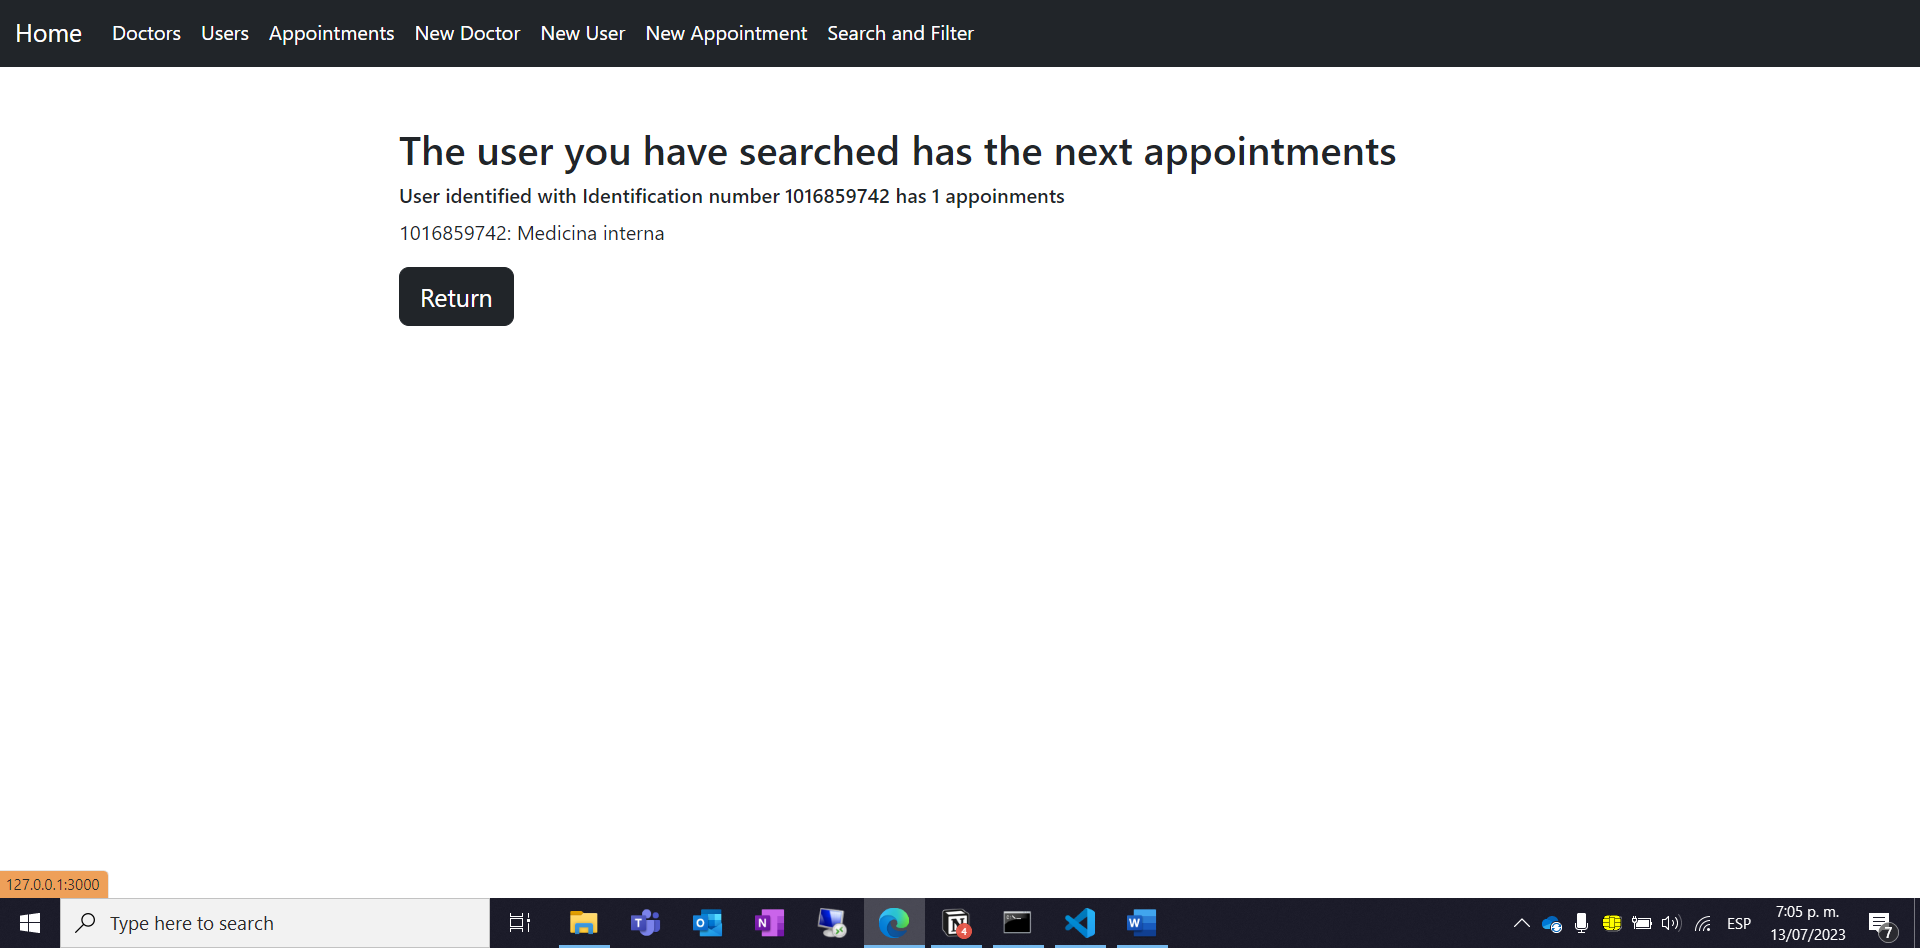 Home Doctors Users Appointments New Doctor New User New Appointment Search and Filter
The user you have searched has the next appointments
User identified with Identification number 1016859742 has 1 appoinments
1016859742: Medicina interna
Return
127.0.0.1:3000
Type here to search
T
O
N
N
4
W
ESP
7:05 p. m.
13/07/2023
7